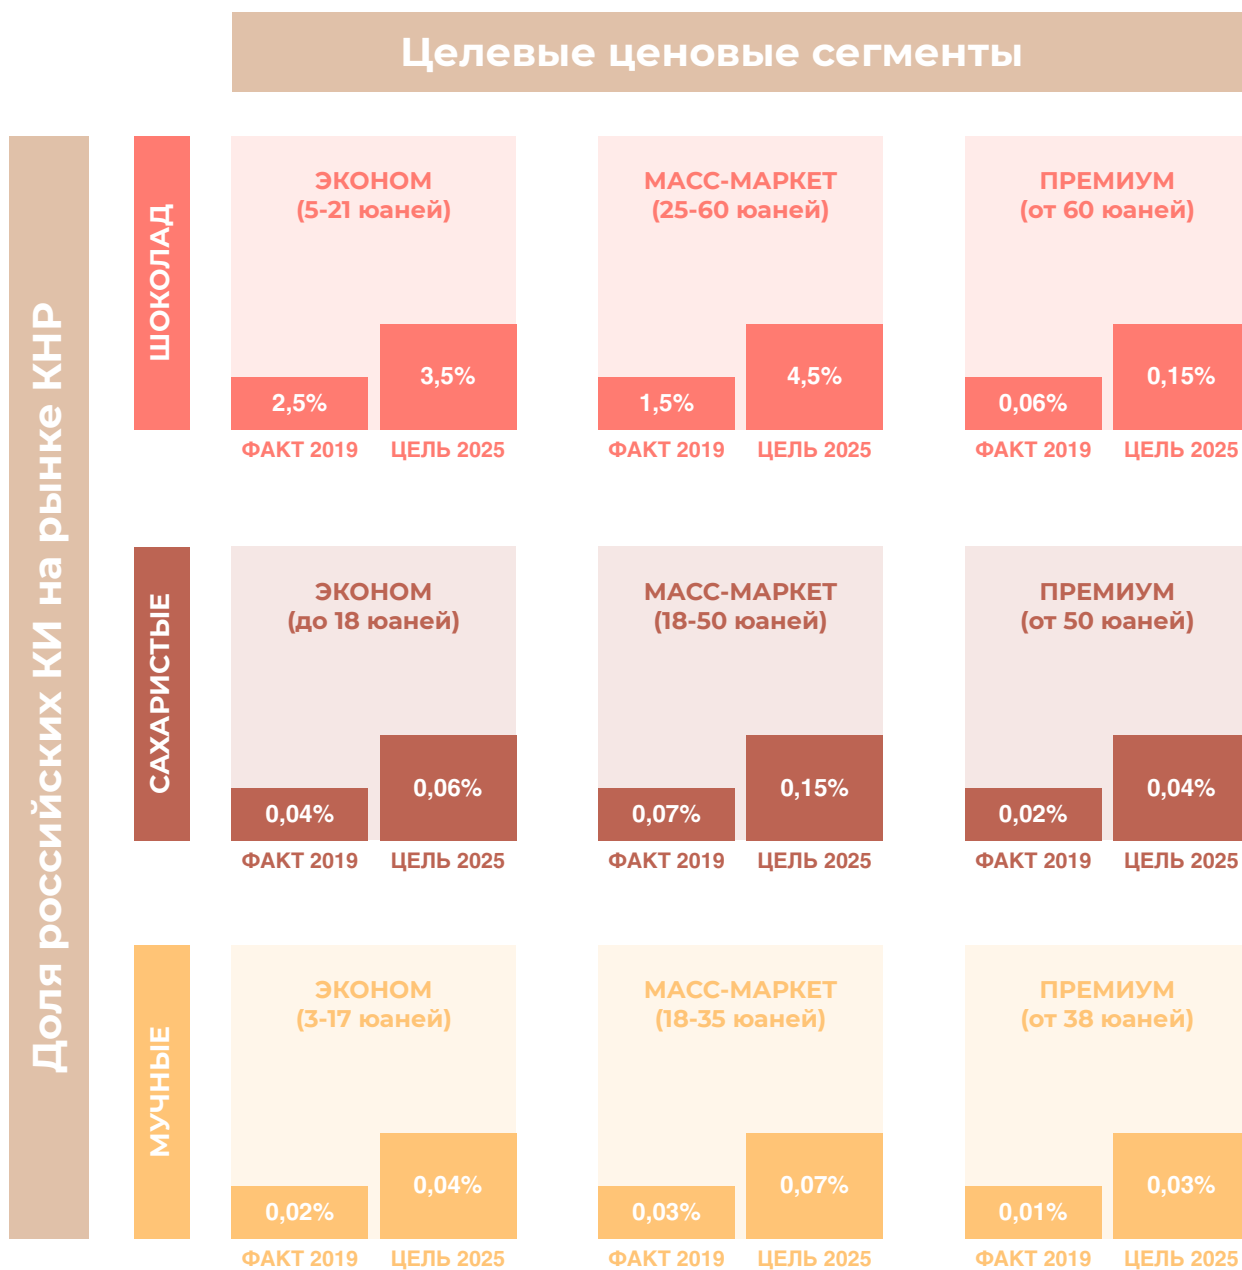 Целевые ценовые сегменты
Доля российских КИ на рынке КНР
ШОКОЛАД
ЭКОНОМ
(5-21 юаней)
2,5%
3,5%
ФАКТ 2019
ЦЕЛЬ 2025
МАСС-МАРКЕТ
(25-60 юаней)
1,5%
4,5%
ФАКТ 2019
ЦЕЛЬ 2025
ПРЕМИУМ
(от 60 юаней)
0,06%
0,15%
ФАКТ 2019
ЦЕЛЬ 2025
САХАРИСТЫЕ
ЭКОНОМ
(до 18 юаней)
0,04%
0,06%
ФАКТ 2019
ЦЕЛЬ 2025
МАСС-МАРКЕТ
(18-50 юаней)
0,07%
0,15%
ФАКТ 2019
ЦЕЛЬ 2025
ПРЕМИУМ
(от 50 юаней)
0,02%
0,04%
ФАКТ 2019
ЦЕЛЬ 2025
МУЧНЫЕ
ЭКОНОМ
(3-17 юаней)
0,02%
0,04%
ФАКТ 2019
ЦЕЛЬ 2025
МАСС-МАРКЕТ
(18-35 юаней)
0,03%
0,07%
ФАКТ 2019
ЦЕЛЬ 2025
ПРЕМИУМ
(от 38 юаней)
0,01%
0,03%
ФАКТ 2019
ЦЕЛЬ 2025